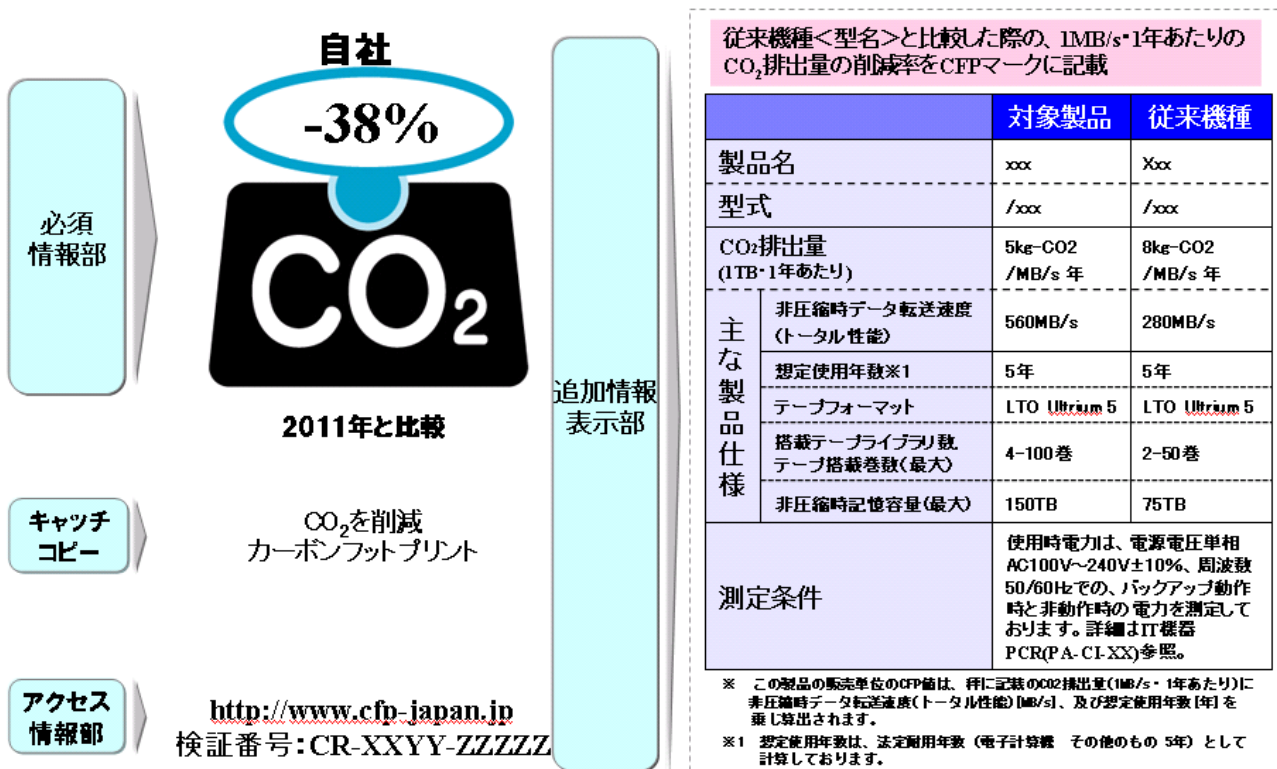 自社
-38%
CO2
2011年と比較
必須
情報部
キャッチ
コピー
CO2を削減
カーボンフットプリント
アクセス
情報部
http://www.cfp-japan.jp
検証番号：CR-XXYY-ZZZZZ
追加情報
表示部
従来機種＜型名＞と比較した際の、1MB/s・1年あたりの
CO2排出量の削減率をCFPマークに記載
対象製品 従来機種
製品名 xxx Xxx
型式 /xxx /xxx
CO2排出量
(1TB・1年あたり)
5kg-CO2
/MB/s 年
8kg-CO2
/MB/s 年
主な製品仕様
非圧縮時データ転送速度
(トータル性能)
560MB/s 280MB/s
想定使用年数※1 5年 5年
テープフォーマット LTO Ultrium 5 LTO Ultrium 5
搭載テープライブラリ数
テープ搭載巻数(最大)
4-100巻 2-50巻
非圧縮時記憶容量(最大) 150TB 75TB
測定条件
使用時電力は、電源電圧単相
AC100V～240V±10%、周波数
50/60Hzでの、バックアップ動作
時と非動作時の電力を測定して
おります。詳細はIT機器
PCR(PA-CI-XX)参照。
※ この製品の販売単位のCFP値は、秤に記載のCO2排出量(1MB/s・1年あたり)に
非圧縮時データ転送速度(トータル性能)[MB/s]、及び想定使用年数[年]を
乗じ算出されます。
※1 想定使用年数は、法定耐用年数（電子計算機 その他のもの 5年）として
計算しております。